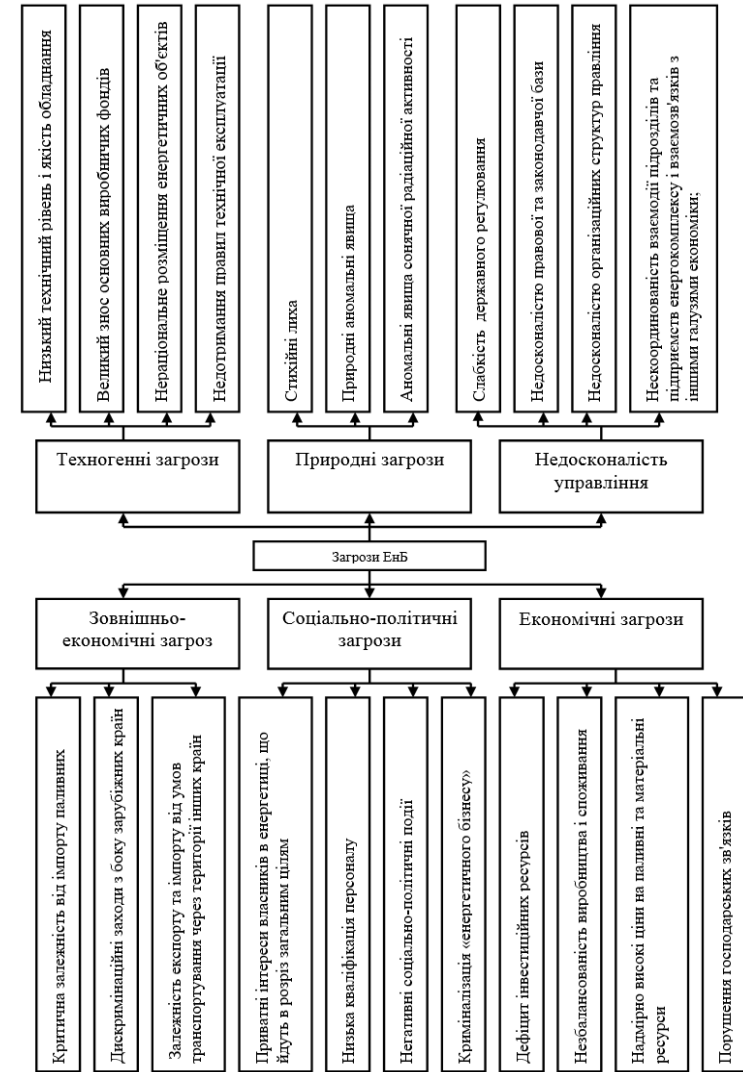 Низький технічний рівень і якість обладнання
Великий знос основних виробничих фондів
Нераціональне розміщення енергетичних об'єктів
Недотримання правил технічної експлуатації
Стихійні лиха
Природні аномальні явища
Аномальні явища сонячної радіаційної активності
Слабкість державного регулювання
Недосконалістю правової та законодавчої бази
Недосконалістю організаційних структур правління
Нескоординованість взаємодії підрозділів та
підприємств енергокомплексу і взаємозв'язків з
іншими галузями економіки;
Техногенні загрози
Природні загрози
Недосконалість
управління
Загрози ЕнБ
Зовнішньо-
економічні загроз
Соціально-політичні
загрози
Економічні загрози
Критична залежність від імпорту паливних
Дискримінаційні заходи з боку зарубіжних країн
Залежність експорту та імпорту від умов
транспортування через території інших країн
Приватні інтереси власників в енергетиці, що
йдуть в розріз загальним цілям
Низька кваліфікація персоналу
Негативні соціально-політичні події
Криміналізація «енергетичного бізнесу»
Дефіцит інвестиційних ресурсів
Незбалансованість виробництва і споживання
Надмірно високі ціни на паливні та матеріальні
ресурси
Порушення господарських зв'язків